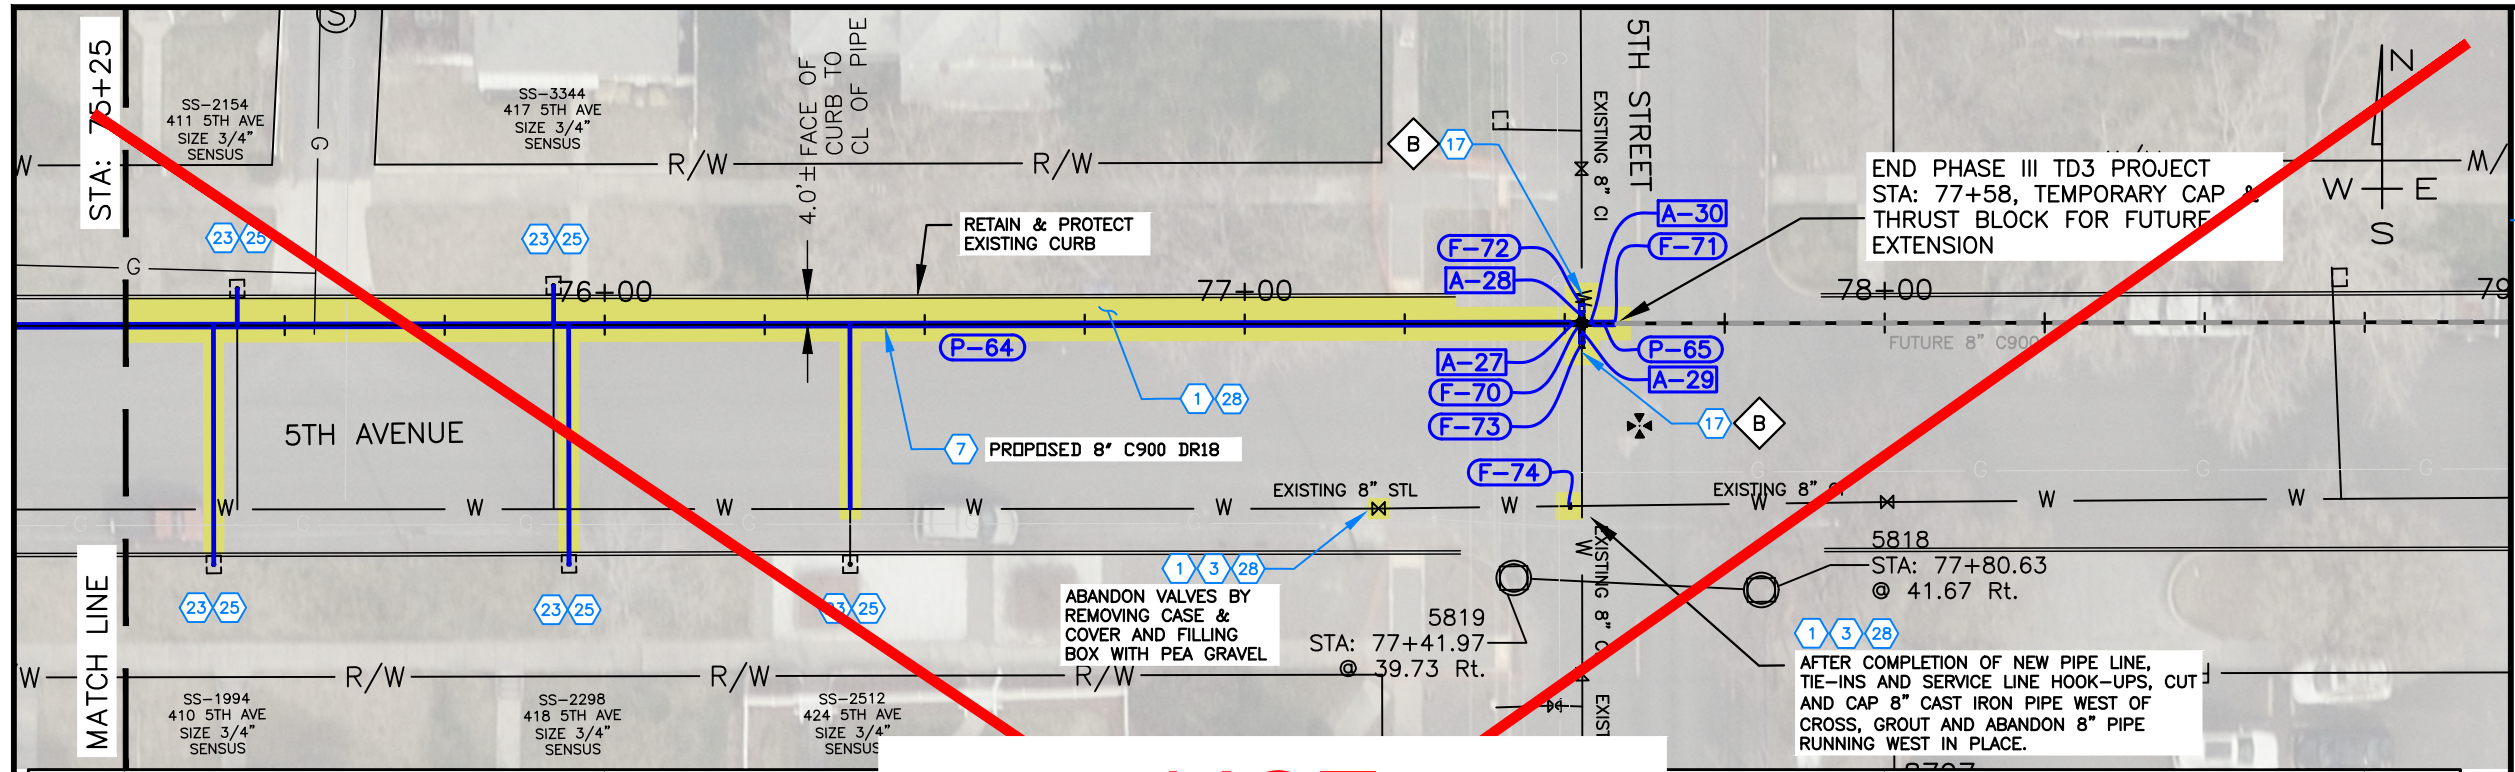 STA: 75+25
MATCH LINE
S
SS-2154
411 5TH AVE
SIZE 3/4"
SENSUS
SS-3344
417 5TH AVE
SIZE 3/4"
SENSUS
4.0'± FACE OF
CURB TO
CL OF PIPE
G
W
R/W
R/W
B
17
EXISTING 8" CI
5TH STREET
N
W E
S
END PHASE III TD3 PROJECT
STA: 77+58, TEMPORARY CAP &
THRUST BLOCK FOR FUTURE
EXTENSION
M/
23 25
23 25
RETAIN & PROTECT
EXISTING CURB
G
76+00
77+00
78+00
79
F-72
A-28
A-30
F-71
W
P-64
A-27
F-70
F-73
P-65
A-29
FUTURE 8" C900
1 28
17
B
5TH AVENUE
7
PROPOSED 8" C900 DR18
F-74
EXISTING 8" STL
EXISTING 8" CI
W W W W W W W W W
G G G G G G G G
1 3 28
ABANDON VALVES BY
REMOVING CASE &
COVER AND FILLING
BOX WITH PEA GRAVEL
W
EXISTING 8" C
EXIST
5819
STA: 77+41.97
@ 39.73 Rt.
5818
STA: 77+80.63
@ 41.67 Rt.
23 25
23 25
23 25
1 3 28
AFTER COMPLETION OF NEW PIPE LINE,
TIE-INS AND SERVICE LINE HOOK-UPS, CUT
AND CAP 8" CAST IRON PIPE WEST OF
CROSS, GROUT AND ABANDON 8" PIPE
RUNNING WEST IN PLACE.
W
R/W
R/W
R/W
SS-1994
410 5TH AVE
SIZE 3/4"
SENSUS
SS-2298
418 5TH AVE
SIZE 3/4"
SENSUS
SS-2512
424 5TH AVE
SIZE 3/4"
SENSUS